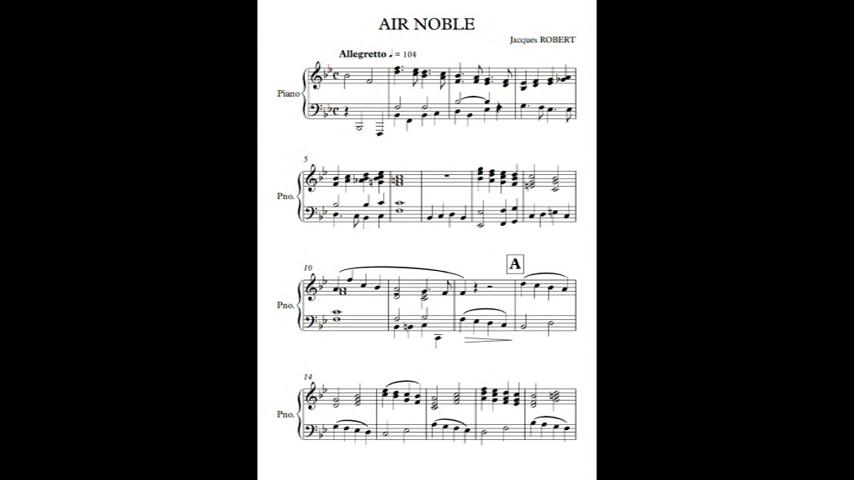 AIR NOBLE
Jacques ROBERT
Allegretto ♩ = 104
Piano
5
Pno.
10
A
Pno.
14
Pno.